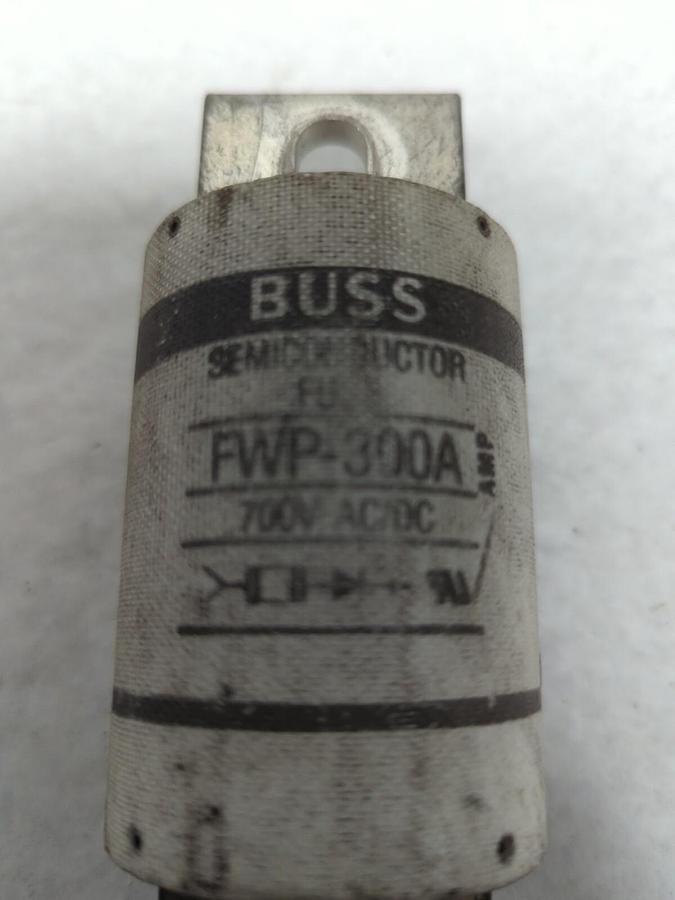 BUSS
SEMICONDUCTOR
FWP-300A
AMP
700V AC/DC